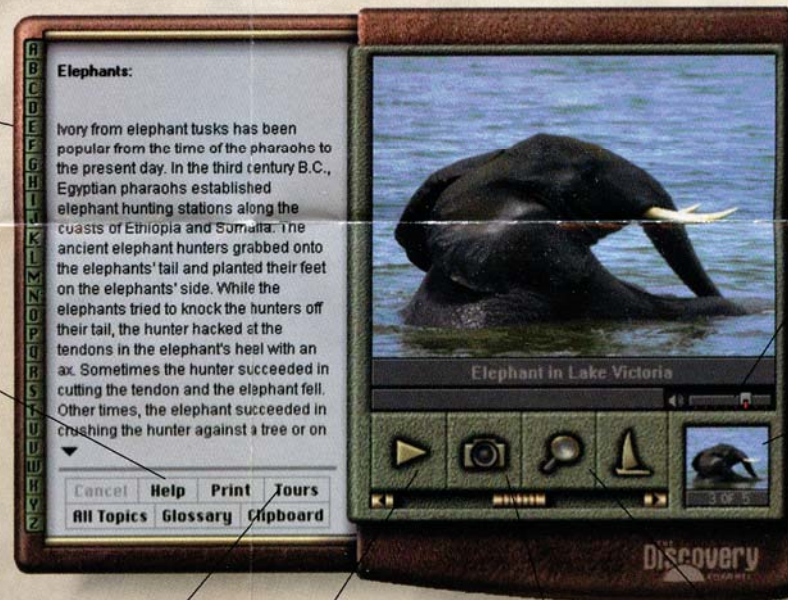 A
B
C
D
E
F
G
H
I
J
K
L
M
N
O
P
Q
R
S
T
U
V
W
X
Y
Z
Elephants:
Ivory from elephant tusks has been
popular from the time of the pharaohs to
the present day. In the third century B.C.,
Egyptian pharaohs established
elephant hunting stations along the
coasts of Ethiopia and Somalia. The
ancient elephant hunters grabbed onto
the elephants' tail and planted their feet
on the elephants' side. While the
elephants tried to knock the hunters off
their tail, the hunter hacked at the
tendons in the elephant's heel with an
ax. Sometimes the hunter succeeded in
cutting the tendon and the elephant fell.
Other times, the elephant succeeded in
crushing the hunter against a tree or on
Cancel Help Print Tours
All Topics Glossary Clipboard
Elephant in Lake Victoria
3 OF 5
THE
Discovery
CHANNEL